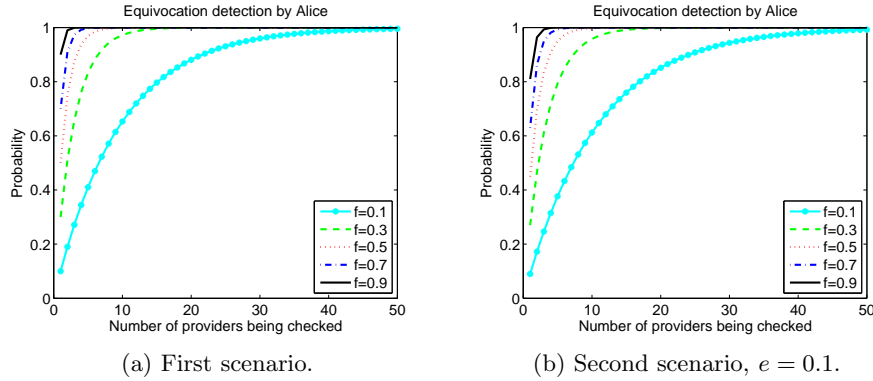 Equivocation detection by Alice
1
0.8
0.6
0.4
0.2
0
Probability
0 10 20 30 40 50
Number of providers being checked
f=0.1
f=0.3
f=0.5
f=0.7
f=0.9
(a) First scenario.
Equivocation detection by Alice
1
0.8
0.6
0.4
0.2
0
Probability
0 10 20 30 40 50
Number of providers being checked
f=0.1
f=0.3
f=0.5
f=0.7
f=0.9
(b) Second scenario, e = 0.1.